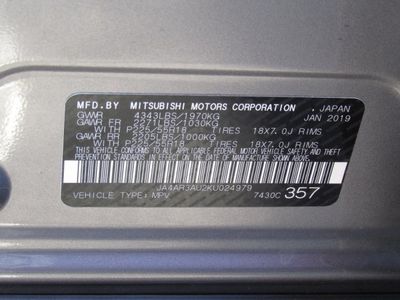 MFD.BY MITSUBISHI MOTORS CORPORATION , JAPAN
GVWR 4343LBS/1970KG JAN 2019
GAWR FR 2271LBS/1030KG
WITH P225/55R18 TIRES 18X7.0J RIMS
GAWR RR 2205LBS/1000KG
WITH P225/55R18 TIRES 18X7.0J RIMS
THIS VEHICLE CONFORMS TO ALL APPLICABLE U.S. FEDERAL MOTOR VEHICLE SAFETY AND THEFT
PREVENTION STANDARDS IN EFFECT ON THE DATE OF MANUFACTURE SHOWN ABOVE.
JA4AR3AU2KU024979
VEHICLE TYPE: MPV 7430C 357